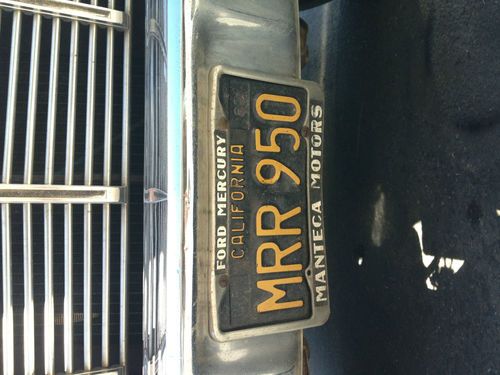 FORD MERCURY
CALIFORNIA
MRR 950
MANTECA MOTORS